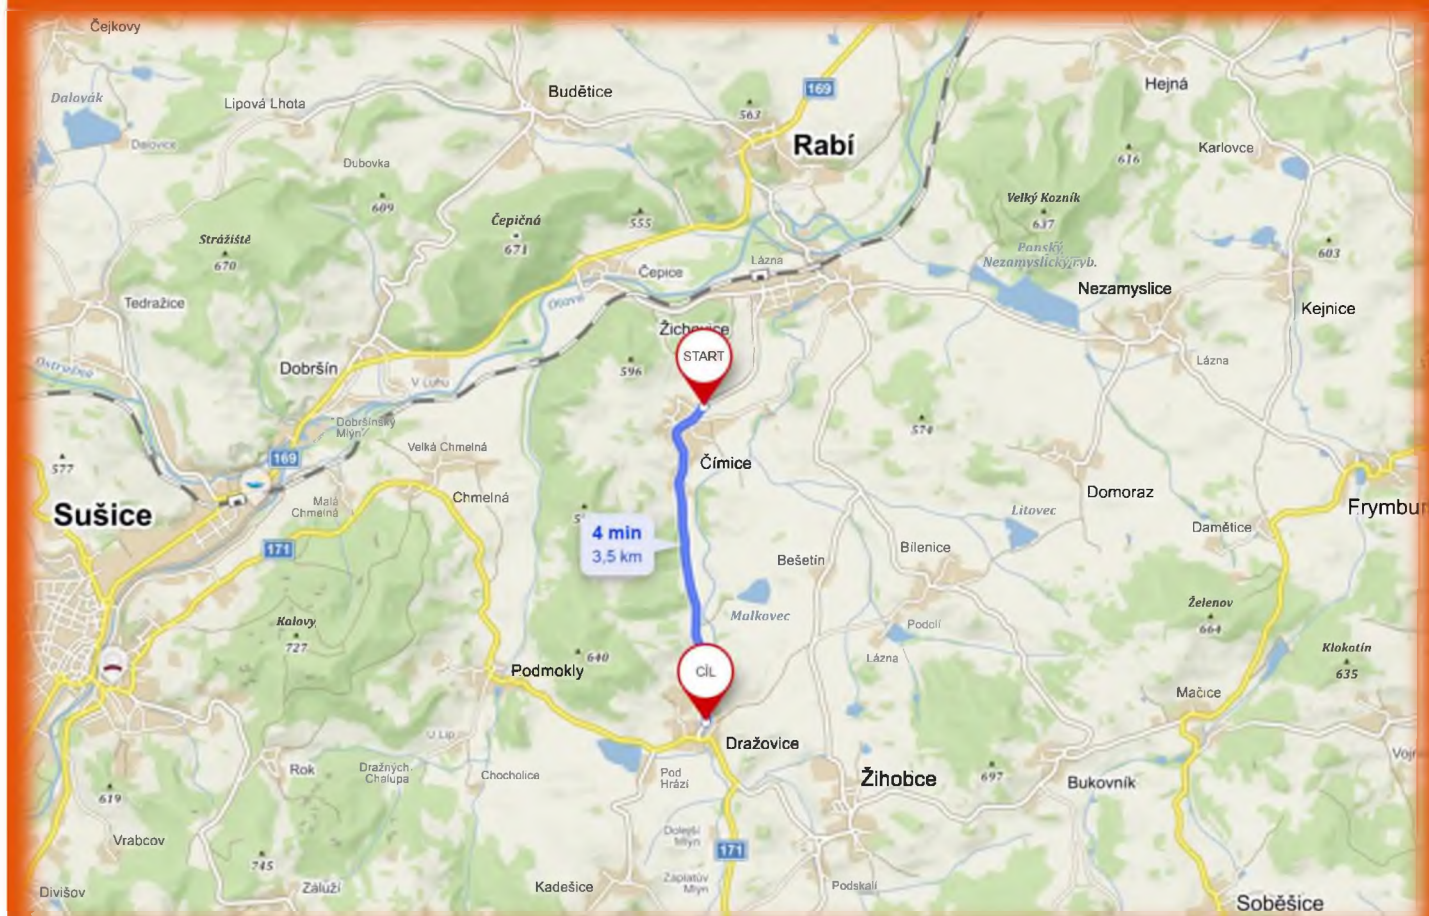 Čejkovy
169
Hejná
Budětice
Dalovák
Lipová Lhota
563
Rabí
Dalovice
Karlovce
616
Dubovka
609
Velký Kozník
637
Čepičná
671
555
Strážiště
670
Panský
Nezamyslický ryb.
603
Lázna
Čepice
Nezamyslice
Tedražice
Otava
Kejnice
START
596
Lázna
Dobršín
Ostružná
V Luhu
574
Dobršínský
Mlýn
Velká Chmelná
169
577
Čímice
Domoraz
Malá
Chmelná
Chmelná
Sušice
Litovec
Damětice
4 min
3,5 km
171
Bešetín
Bílenice
Malkovec
Želenov
664
Kalovy
727
Podolí
Klokotín
635
640
Lázna
CÍL
Podmokly
Mačice
U Lip
Dražovice
Rok
Dražných
Chalupa
Chocholice
Pod
Hrází
Žihobce
697
Bukovník
619
Vrabcov
Dolejší
Mlýn
171
745
Zaplatův
Mlýn
Divišov
Záluží
Kadešice
Podskalí
Soběšice